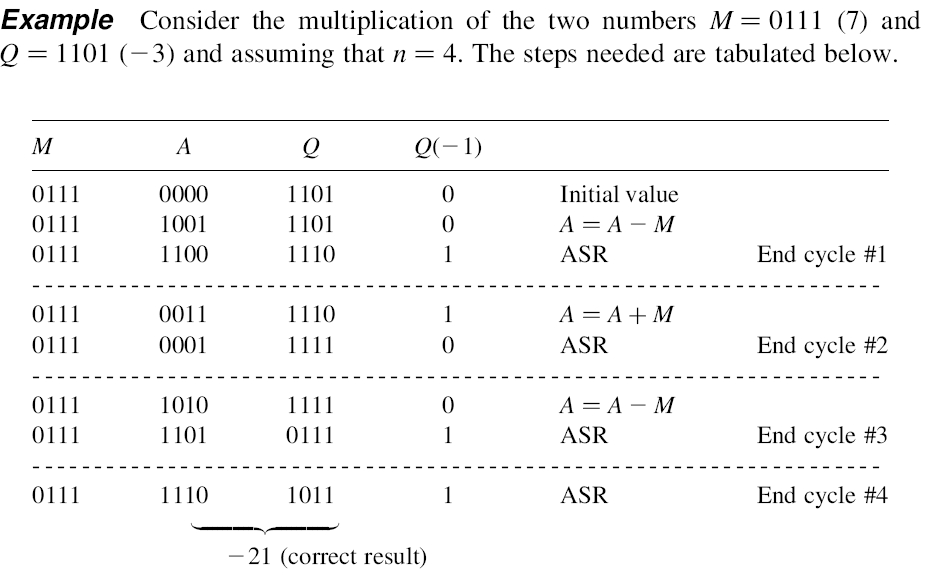 Example Consider the multiplication of the two numbers M = 0111 (7) and
Q = 1101 (−3) and assuming that n = 4. The steps needed are tabulated below.
M A Q Q(−1)
0111 0000 1101 0 Initial value
0111 1001 1101 0 A = A − M
0111 1100 1110 1 ASR End cycle #1
0111 0011 1110 1 A = A + M
0111 0001 1111 0 ASR End cycle #2
0111 1010 1111 0 A = A − M
0111 1101 0111 1 ASR End cycle #3
0111 1110 1011 1 ASR End cycle #4
−21 (correct result)